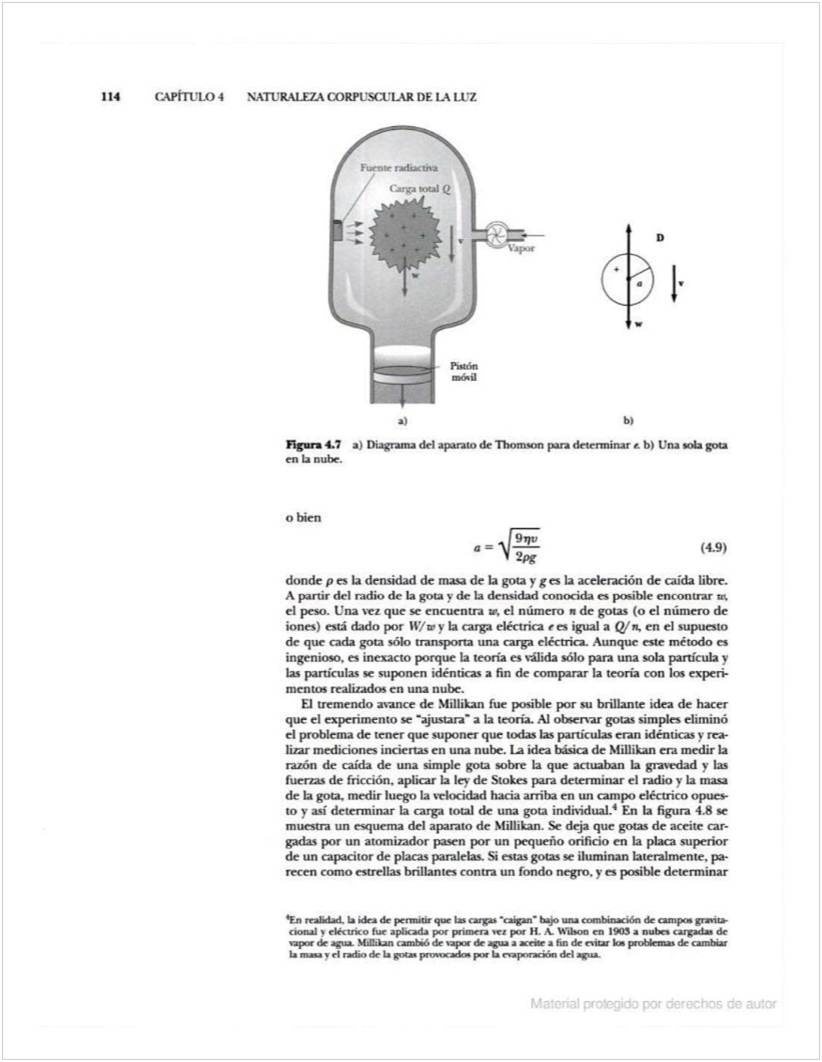 114 CAPÍTULO 4 NATURALEZA CORPUSCULAR DE LA LUZ
Fuente radiactiva
Carga total Q
v
w
Vapor
Pistón
móvil
a)
D
a
v
w
b)
Figura 4.7 a) Diagrama del aparato de Thomson para determinar e. b) Una sola gota
en la nube.
o bien
a = √(9ηv / 2ρg) (4.9)
donde ρ es la densidad de masa de la gota y g es la aceleración de caída libre.
A partir del radio de la gota y de la densidad conocida es posible encontrar w,
el peso. Una vez que se encuentra w, el número n de gotas (o el número de
iones) está dado por W/w y la carga eléctrica e es igual a Q/n, en el supuesto
de que cada gota sólo transporta una carga eléctrica. Aunque este método es
ingenioso, es inexacto porque la teoría es válida sólo para una sola partícula y
las partículas se suponen idénticas a fin de comparar la teoría con los experi-
mentos realizados en una nube.
El tremendo avance de Millikan fue posible por su brillante idea de hacer
que el experimento se "ajustara" a la teoría. Al observar gotas simples eliminó
el problema de tener que suponer que todas las partículas eran idénticas y rea-
lizar mediciones inciertas en una nube. La idea básica de Millikan era medir la
razón de caída de una simple gota sobre la que actuaban la gravedad y las
fuerzas de fricción, aplicar la ley de Stokes para determinar el radio y la masa
de la gota, medir luego la velocidad hacia arriba en un campo eléctrico opues-
to y así determinar la carga total de una gota individual.⁴ En la figura 4.8 se
muestra un esquema del aparato de Millikan. Se deja que gotas de aceite car-
gadas por un atomizador pasen por un pequeño orificio en la placa superior
de un capacitor de placas paralelas. Si estas gotas se iluminan lateralmente, pa-
recen como estrellas brillantes contra un fondo negro, y es posible determinar
⁴En realidad, la idea de permitir que las cargas "caigan" bajo una combinación de campos gravita-
cional y eléctrico fue aplicada por primera vez por H. A. Wilson en 1903 a nubes cargadas de
vapor de agua. Millikan cambió de vapor de agua a aceite a fin de evitar los problemas de cambiar
la masa y el radio de la gotas provocados por la evaporación del agua.
Material protegido por derechos de autor